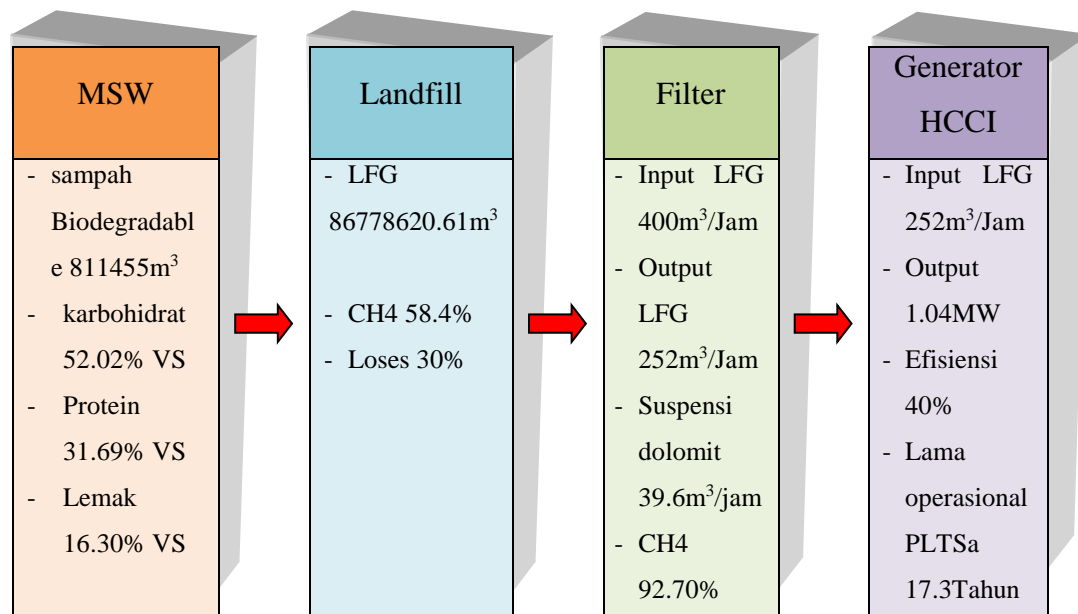 MSW
- sampah
Biodegradabl
e 811455m³
- karbohidrat
52.02% VS
- Protein
31.69% VS
- Lemak
16.30% VS
Landfill
- LFG
86778620.61m³
- CH4 58.4%
- Loses 30%
Filter
- Input LFG
400m³/Jam
- Output
LFG
252m³/Jam
- Suspensi
dolomit
39.6m³/jam
- CH4
92.70%
Generator
HCCI
- Input LFG
252m³/Jam
- Output
1.04MW
- Efisiensi
40%
- Lama
operasional
PLTSa
17.3Tahun